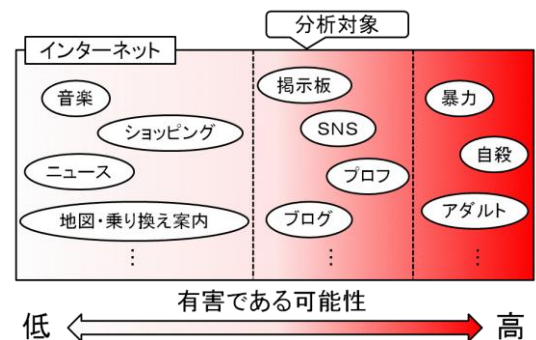 分析対象
インターネット
音楽
ショッピング
ニュース
地図・乗り換え案内
⋮
掲示板
SNS
プロフ
ブログ
⋮
暴力
自殺
アダルト
⋮
有害である可能性
低
高